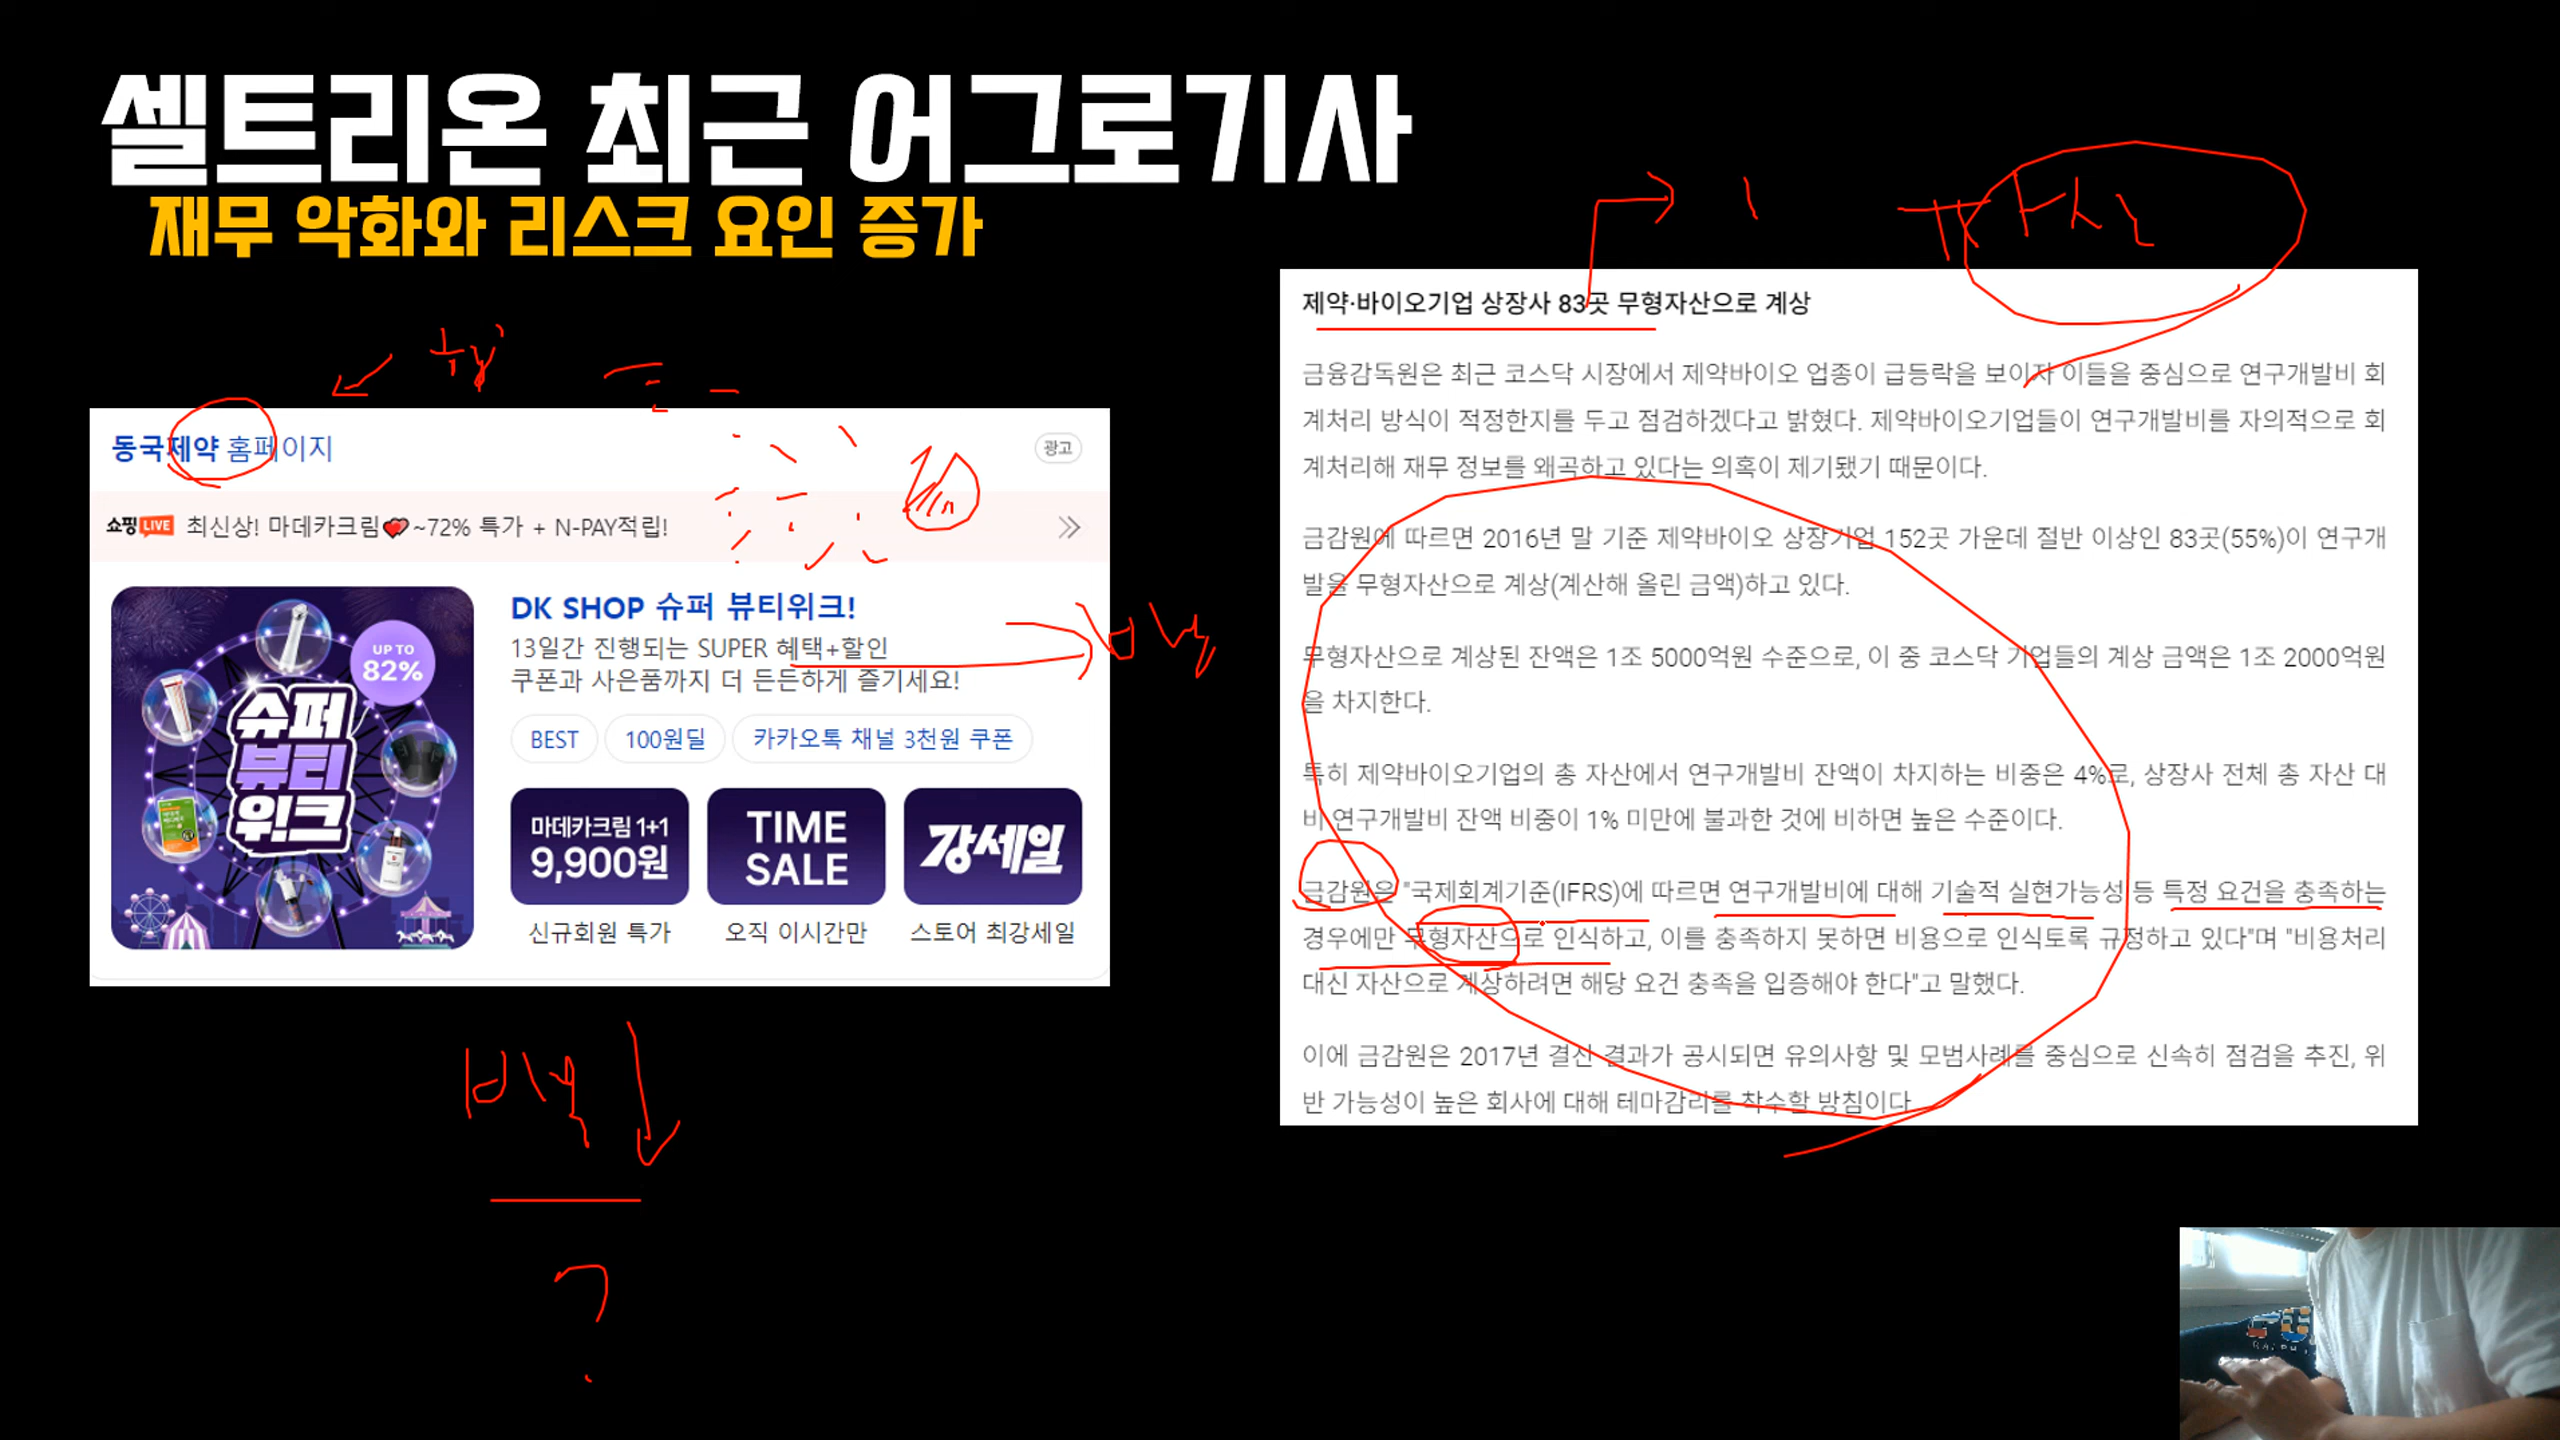 셀트리온 최근 어그로기사
재무 악화와 리스크 요인 증가
동국제약 홈페이지
광고
쇼핑LIVE 최신상! 마데카크림 ~72% 특가 + N-PAY적립!
UP TO
82%
슈퍼
뷰티
위크
DK SHOP 슈퍼 뷰티위크!
13일간 진행되는 SUPER 혜택+할인
쿠폰과 사은품까지 더 든든하게 즐기세요!
BEST
100원딜
카카오톡 채널 3천원 쿠폰
마데카크림 1+1
9,900원
신규회원 특가
TIME
SALE
오직 이시간만
강세일
스토어 최강세일
비용
?
제약·바이오기업 상장사 83곳 무형자산으로 계상
금융감독원은 최근 코스닥 시장에서 제약바이오 업종이 급등락을 보이자 이들을 중심으로 연구개발비 회
계처리 방식이 적정한지를 두고 점검하겠다고 밝혔다. 제약바이오기업들이 연구개발비를 자의적으로 회
계처리해 재무 정보를 왜곡하고 있다는 의혹이 제기됐기 때문이다.
금감원에 따르면 2016년 말 기준 제약바이오 상장기업 152곳 가운데 절반 이상인 83곳(55%)이 연구개
발을 무형자산으로 계상(계산해 올린 금액)하고 있다.
무형자산으로 계상된 잔액은 1조 5000억원 수준으로, 이 중 코스닥 기업들의 계상 금액은 1조 2000억원
을 차지한다.
특히 제약바이오기업의 총 자산에서 연구개발비 잔액이 차지하는 비중은 4%로, 상장사 전체 총 자산 대
비 연구개발비 잔액 비중이 1% 미만에 불과한 것에 비하면 높은 수준이다.
금감원은 "국제회계기준(IFRS)에 따르면 연구개발비에 대해 기술적 실현가능성 등 특정 요건을 충족하는
경우에만 무형자산으로 인식하고, 이를 충족하지 못하면 비용으로 인식토록 규정하고 있다"며 "비용처리
대신 자산으로 계상하려면 해당 요건 충족을 입증해야 한다"고 말했다.
이에 금감원은 2017년 결산 결과가 공시되면 유의사항 및 모범사례를 중심으로 신속히 점검을 추진, 위
반 가능성이 높은 회사에 대해 테마감리를 착수할 방침이다.